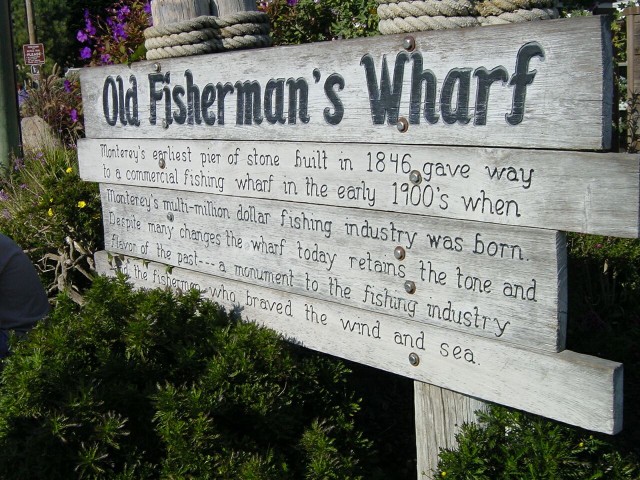 Old Fisherman's Wharf
Monterey's earliest pier of stone built in 1846 gave way
to a commercial fishing wharf in the early 1900's when
Monterey's multi-million dollar fishing industry was born.
Despite many changes the wharf today retains the tone and
flavor of the past---a monument to the fishing industry
and the fishermen who braved the wind and sea.